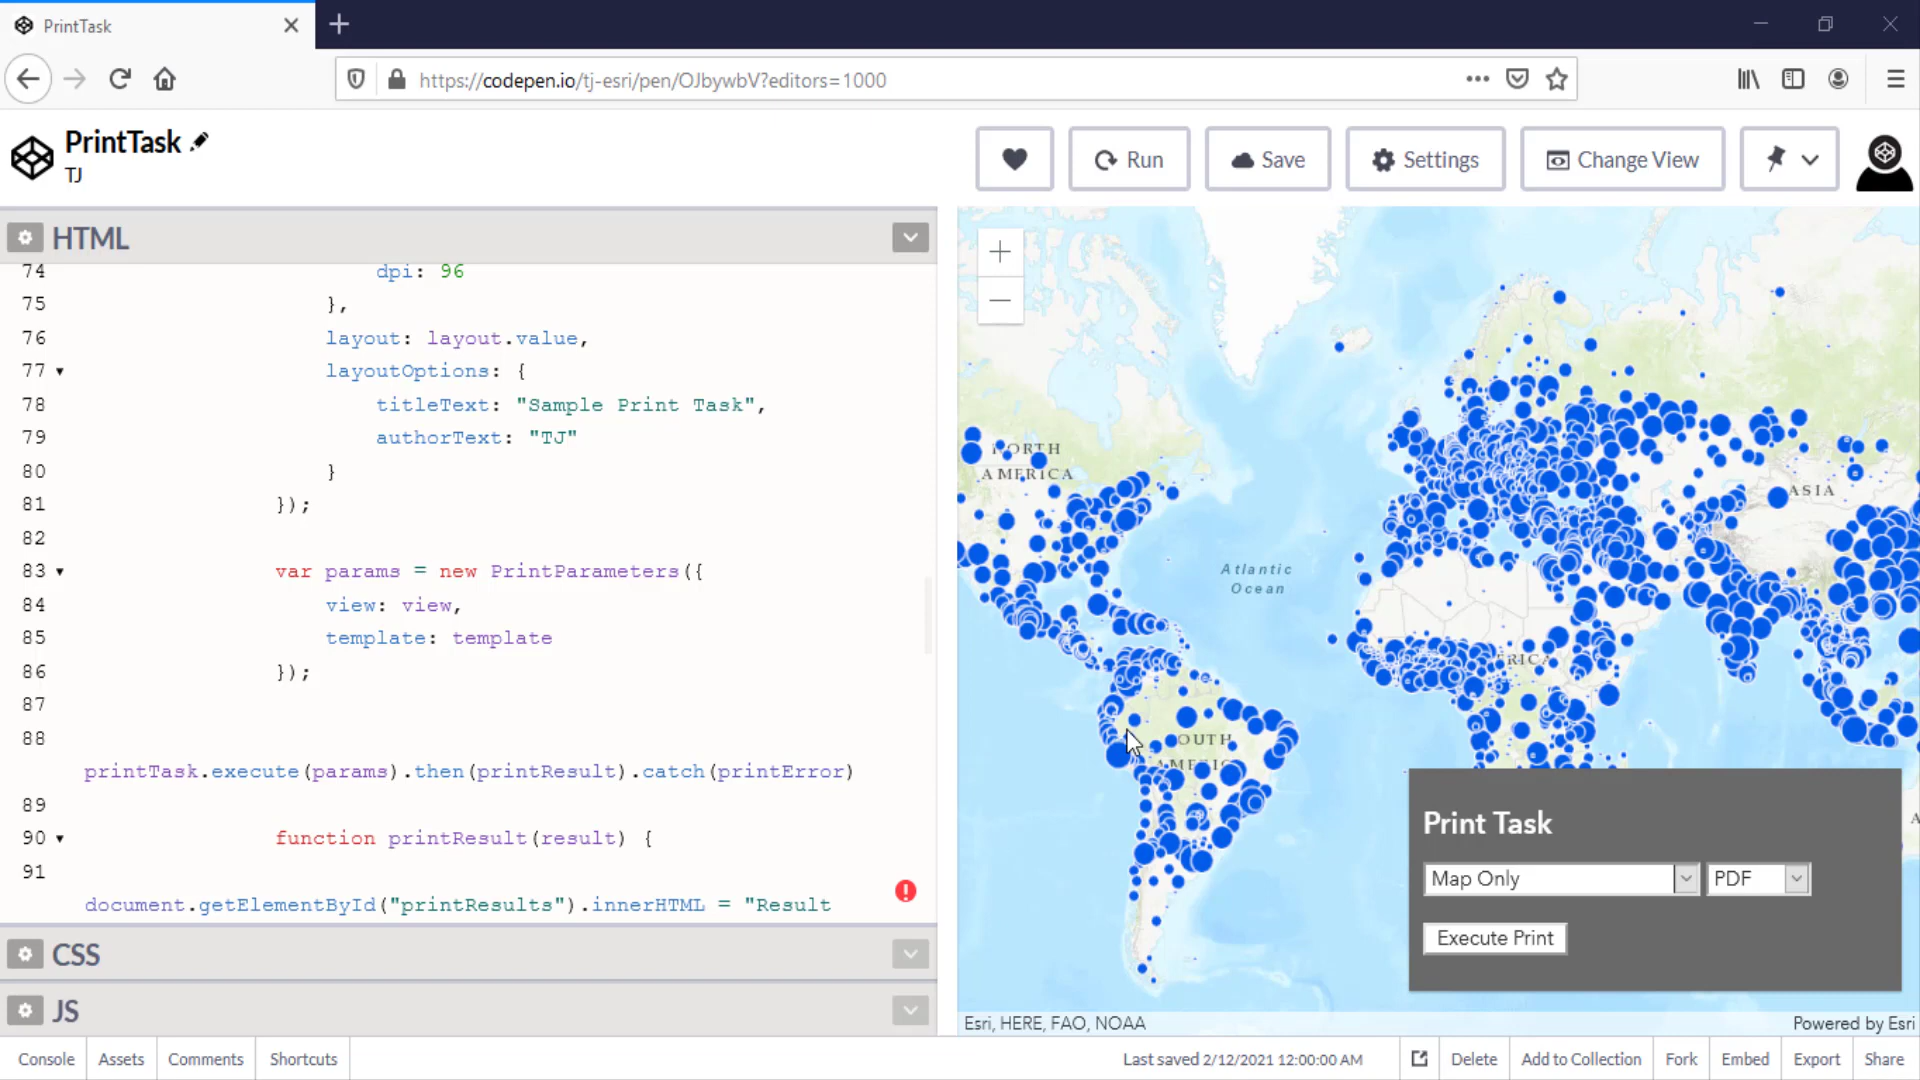 PrintTask
https://codepen.io/tj-esri/pen/OJbywbV?editors=1000
PrintTask
TJ
Run
Save
Settings
Change View
HTML
74 dpi: 96
75 },
76 layout: layout.value,
77 layoutOptions: {
78 titleText: "Sample Print Task",
79 authorText: "TJ"
80 }
81 });
82
83 var params = new PrintParameters({
84 view: view,
85 template: template
86 });
87
88
printTask.execute(params).then(printResult).catch(printError)
89
90 function printResult(result) {
91
document.getElementById("printResults").innerHTML = "Result
CSS
JS
NORTH
AMERICA
ASIA
Atlantic
Ocean
Print Task
Map Only
PDF
Execute Print
Esri, HERE, FAO, NOAA
Powered by Esri
Console
Assets
Comments
Shortcuts
Last saved 2/12/2021 12:00:00 AM
Delete
Add to Collection
Fork
Embed
Export
Share